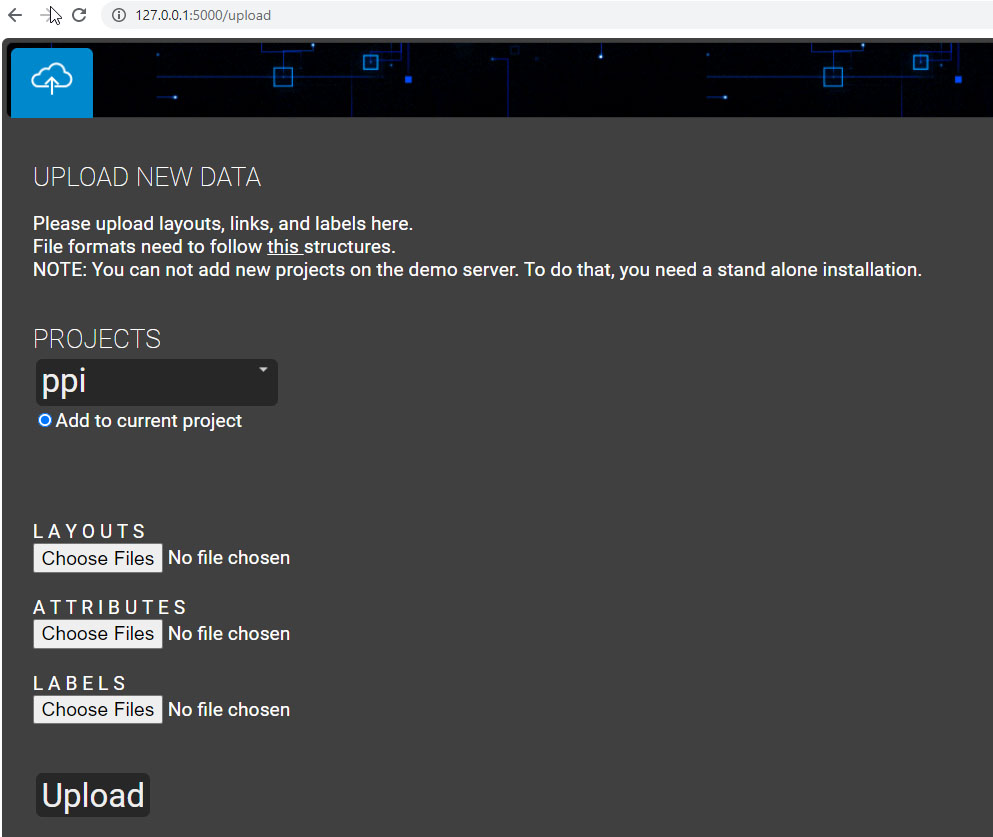 127.0.0.1:5000/upload
UPLOAD NEW DATA
Please upload layouts, links, and labels here.
File formats need to follow this structures.
NOTE: You can not add new projects on the demo server. To do that, you need a stand alone installation.
PROJECTS
ppi
Add to current project
LAYOUTS
Choose Files No file chosen
ATTRIBUTES
Choose Files No file chosen
LABELS
Choose Files No file chosen
Upload